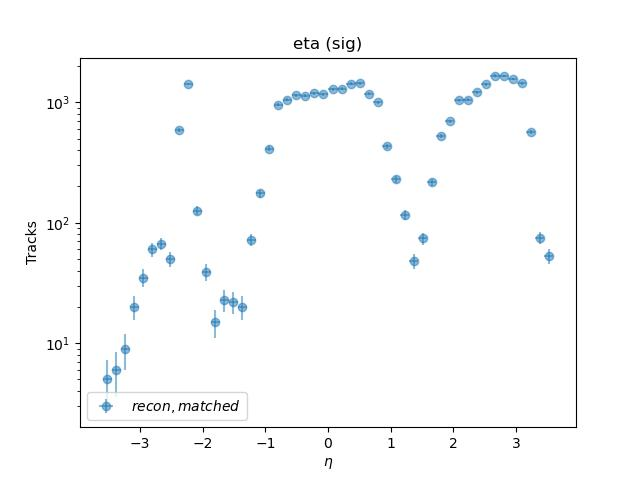 eta (sig)
10³
10²
10¹
Tracks
recon, matched
−3 −2 −1 0 1 2 3
η